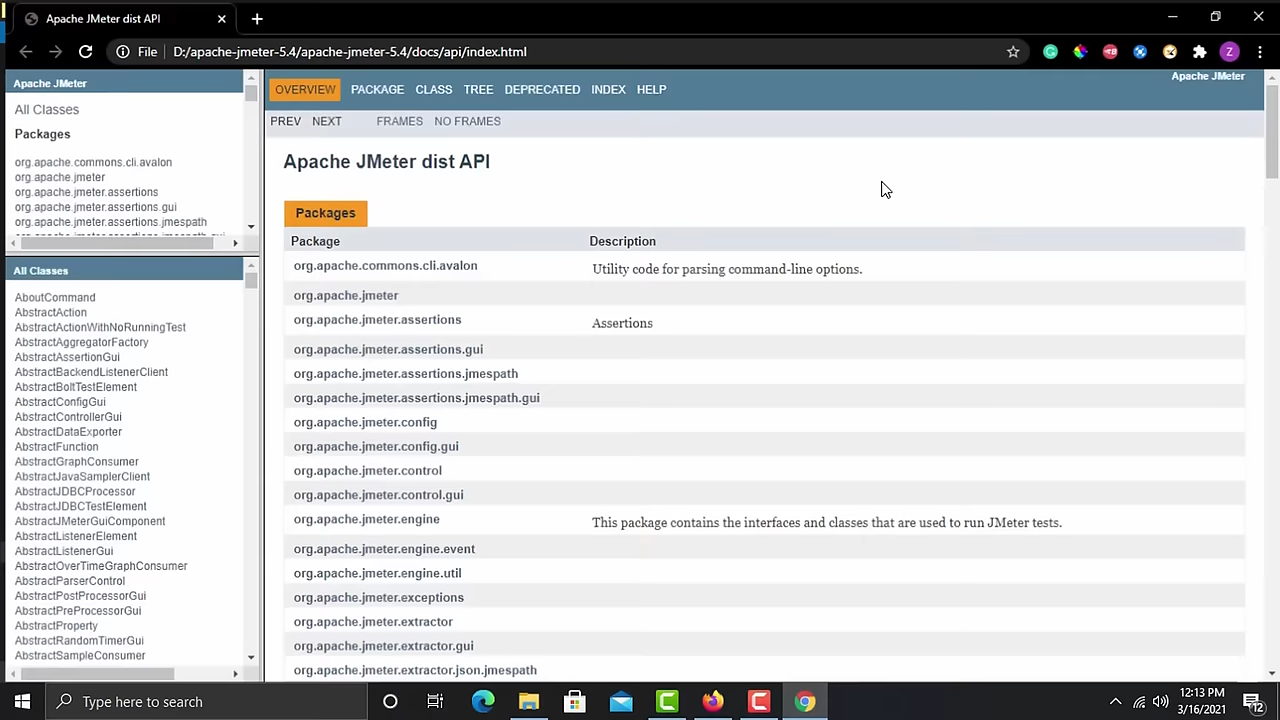 Apache JMeter dist API
File D:/apache-jmeter-5.4/apache-jmeter-5.4/docs/api/index.html
Z
Apache JMeter
All Classes
Packages
org.apache.commons.cli.avalon
org.apache.jmeter
org.apache.jmeter.assertions
org.apache.jmeter.assertions.gui
org.apache.jmeter.assertions.jmespath
All Classes
AboutCommand
AbstractAction
AbstractActionWithNoRunningTest
AbstractAggregatorFactory
AbstractAssertionGui
AbstractBackendListenerClient
AbstractBoltTestElement
AbstractConfigGui
AbstractControllerGui
AbstractDataExporter
AbstractFunction
AbstractGraphConsumer
AbstractJavaSamplerClient
AbstractJDBCProcessor
AbstractJDBCTestElement
AbstractJMeterGuiComponent
AbstractListenerElement
AbstractListenerGui
AbstractOverTimeGraphConsumer
AbstractParserControl
AbstractPostProcessorGui
AbstractPreProcessorGui
AbstractProperty
AbstractRandomTimerGui
AbstractSampleConsumer
OVERVIEW PACKAGE CLASS TREE DEPRECATED INDEX HELP
Apache JMeter
PREV NEXT FRAMES NO FRAMES
Apache JMeter dist API
Packages
Package Description
org.apache.commons.cli.avalon Utility code for parsing command-line options.
org.apache.jmeter
org.apache.jmeter.assertions Assertions
org.apache.jmeter.assertions.gui
org.apache.jmeter.assertions.jmespath
org.apache.jmeter.assertions.jmespath.gui
org.apache.jmeter.config
org.apache.jmeter.config.gui
org.apache.jmeter.control
org.apache.jmeter.control.gui
org.apache.jmeter.engine This package contains the interfaces and classes that are used to run JMeter tests.
org.apache.jmeter.engine.event
org.apache.jmeter.engine.util
org.apache.jmeter.exceptions
org.apache.jmeter.extractor
org.apache.jmeter.extractor.gui
org.apache.jmeter.extractor.json.jmespath
Type here to search
12:13 PM
3/16/2021
12